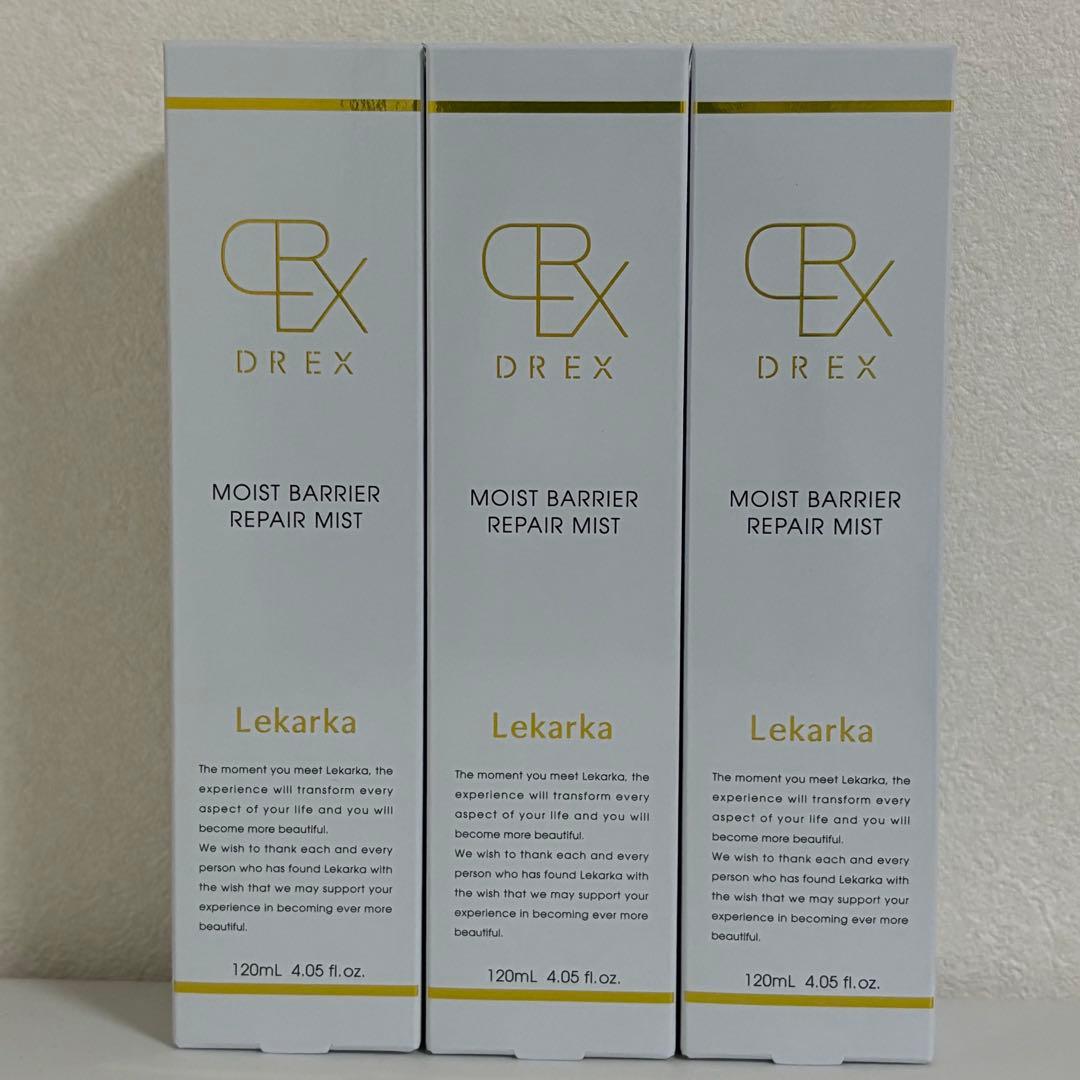 DREX
DREX
MOIST BARRIER
REPAIR MIST
Lekarka
The moment you meet Lekarka, the
experience will transform every
aspect of your life and you will
become more beautiful.
We wish to thank each and every
person who has found Lekarka with
the wish that we may support your
experience in becoming ever more
beautiful.
120mL 4.05 fl.oz.
DREX
DREX
MOIST BARRIER
REPAIR MIST
Lekarka
The moment you meet Lekarka, the
experience will transform every
aspect of your life and you will
become more beautiful.
We wish to thank each and every
person who has found Lekarka with
the wish that we may support your
experience in becoming ever more
beautiful.
120mL 4.05 fl.oz.
DREX
DREX
MOIST BARRIER
REPAIR MIST
Lekarka
The moment you meet Lekarka, the
experience will transform every
aspect of your life and you will
become more beautiful.
We wish to thank each and every
person who has found Lekarka with
the wish that we may support your
experience in becoming ever more
beautiful.
120mL 4.05 fl.oz.